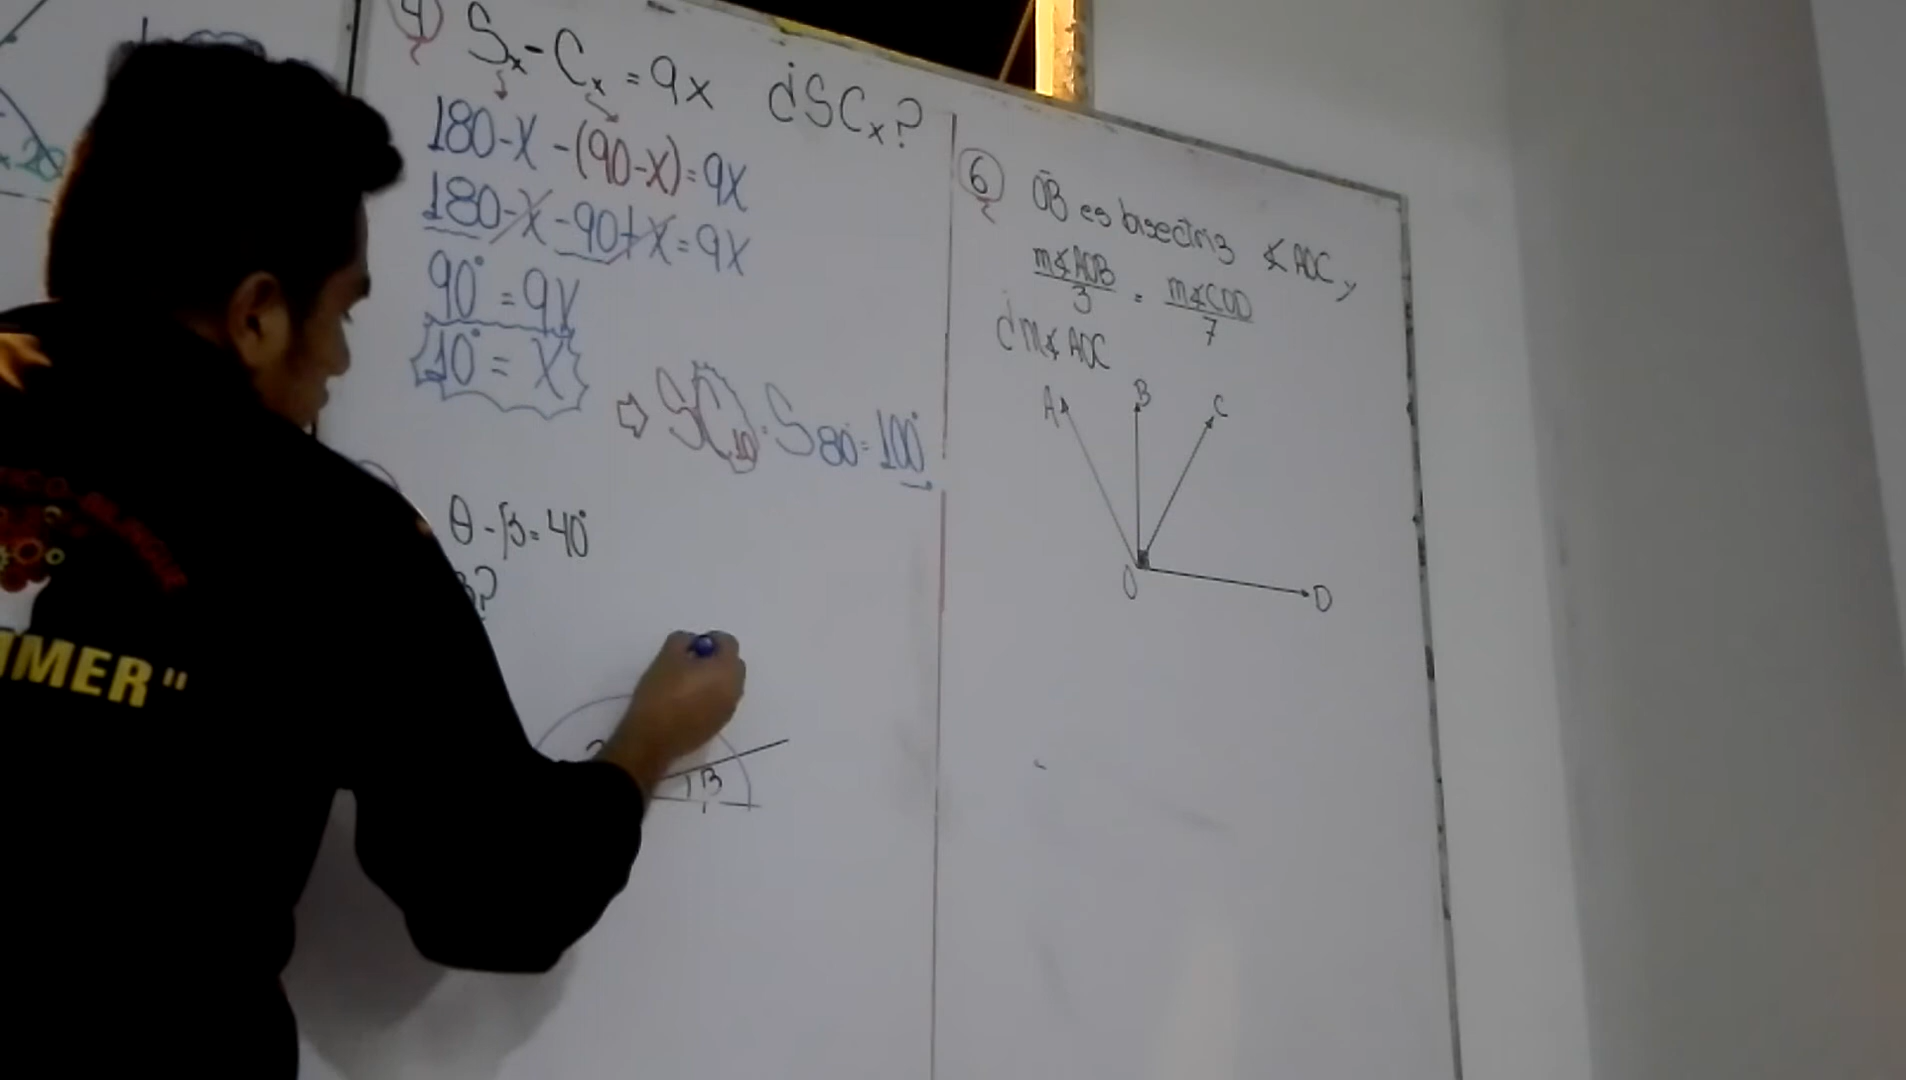 4) Sx - Cx = 9x ¿SCx?
180-x -(90-x) = 9x
180-x -90+x = 9x
90° = 9x
10° = x
⇨ SC10 = S80 = 100°
θ - β = 40°
β?
β
6 OB es bisectriz ∡ AOC, y
m∡AOB/3 = m∡COD/7
¿m∡ AOC
A B C
O D
MMER"